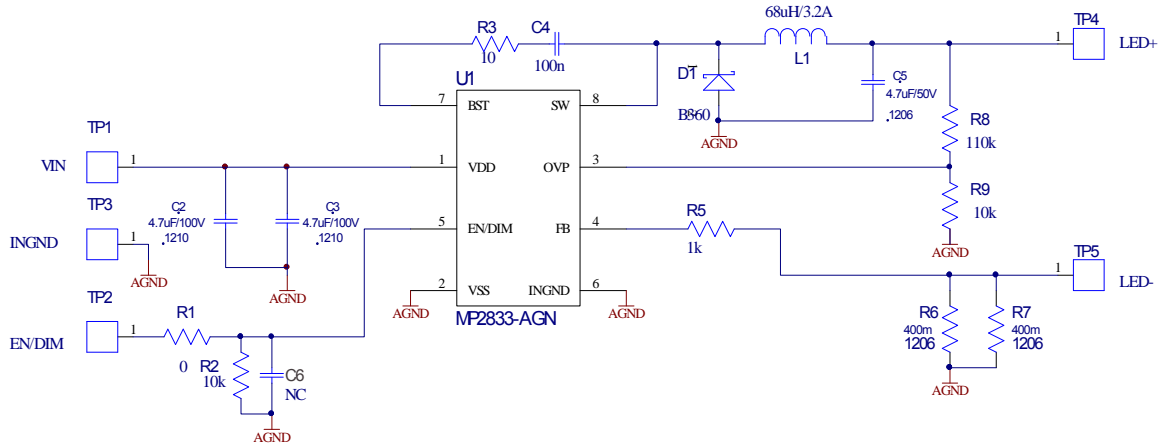 68uH/3.2A
L1
TP4
1
LED+
R3
10
C4
100n
U1
7
BST
SW
8
D1
B360
AGND
C5
4.7uF/50V
.1206
R8
110k
TP1
VIN
1
1
VDD
OVP
3
C2
4.7uF/100V
.1210
C3
4.7uF/100V
.1210
AGND
R9
10k
AGND
TP3
INGND
1
AGND
5
EN/DIM
FB
4
R5
1k
TP5
1
LED-
2
VSS
INGND
6
AGND
AGND
MP2833-AGN
R6
400m
1206
R7
400m
1206
AGND
TP2
EN/DIM
1
R1
0
R2
10k
C6
NC
AGND